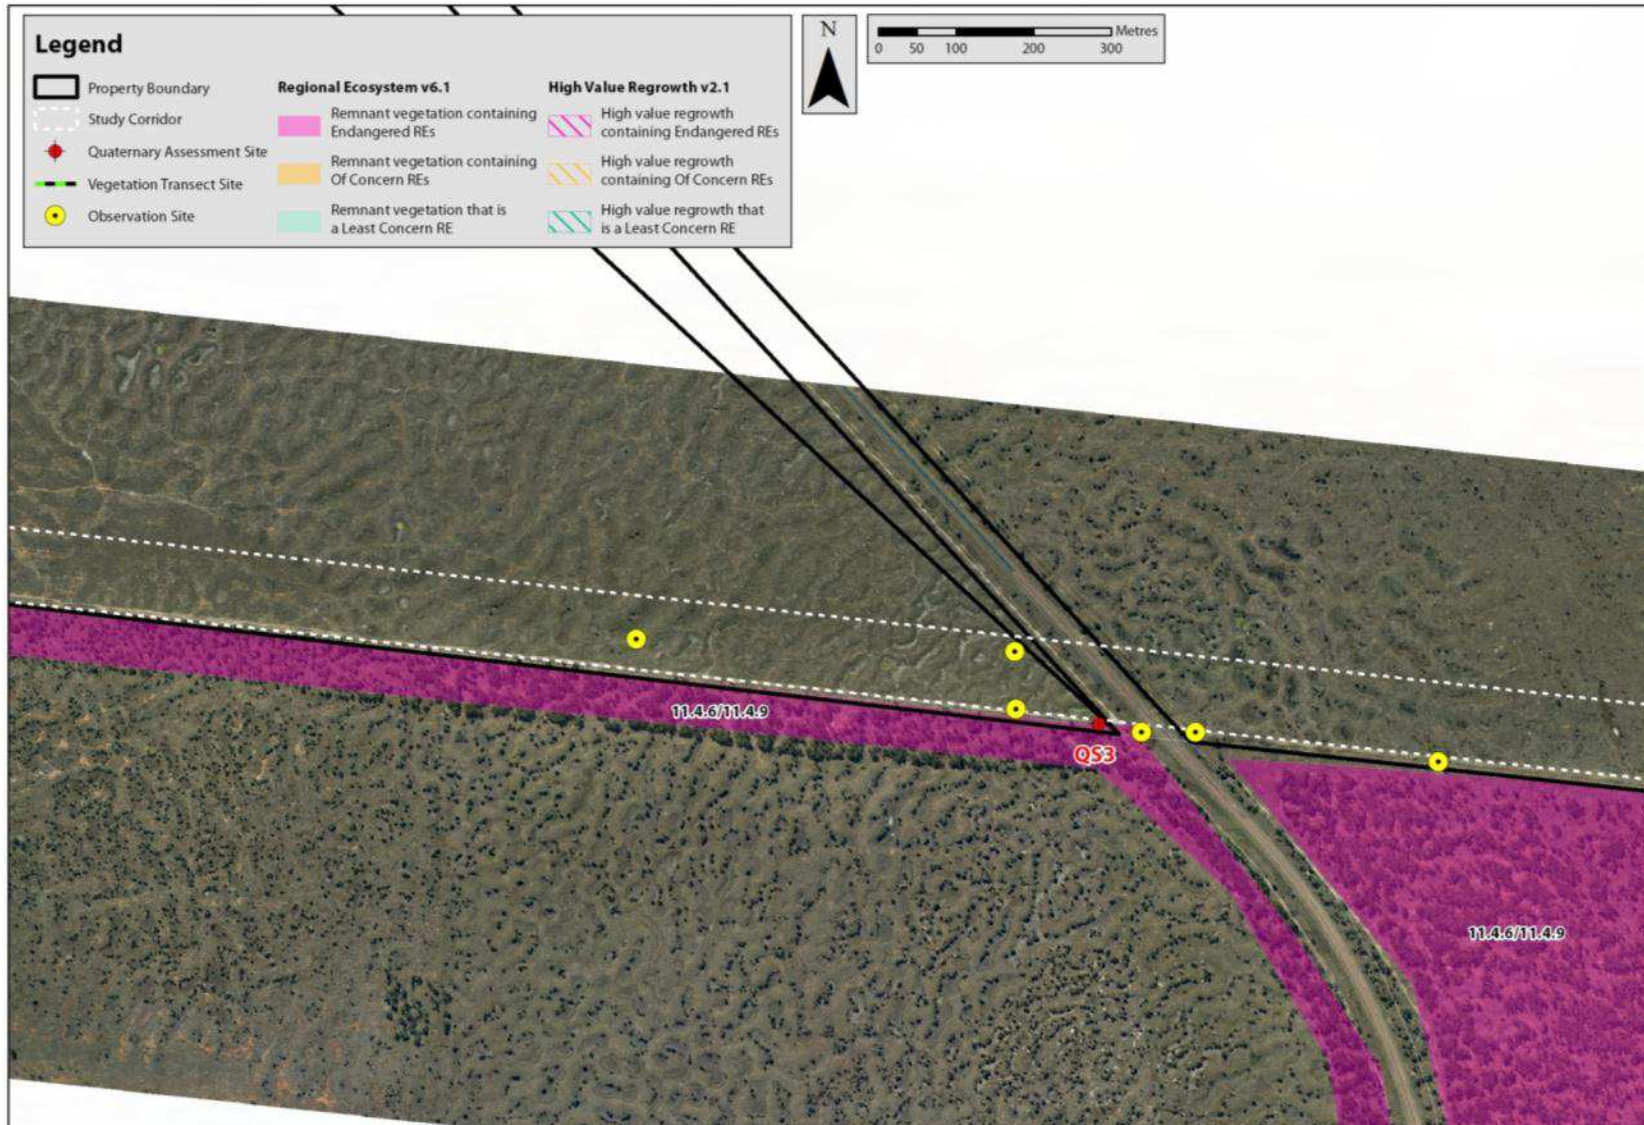 Legend
Property Boundary
Study Corridor
Quaternary Assessment Site
Vegetation Transect Site
Observation Site
Regional Ecosystem v6.1
Remnant vegetation containing
Endangered REs
Remnant vegetation containing
Of Concern REs
Remnant vegetation that is
a Least Concern RE
High Value Regrowth v2.1
High value regrowth
containing Endangered REs
High value regrowth
containing Of Concern REs
High value regrowth that
is a Least Concern RE
N
Metres
0 50 100 200 300
11.4.6/11.4.9
QS3
11.4.6/11.4.9